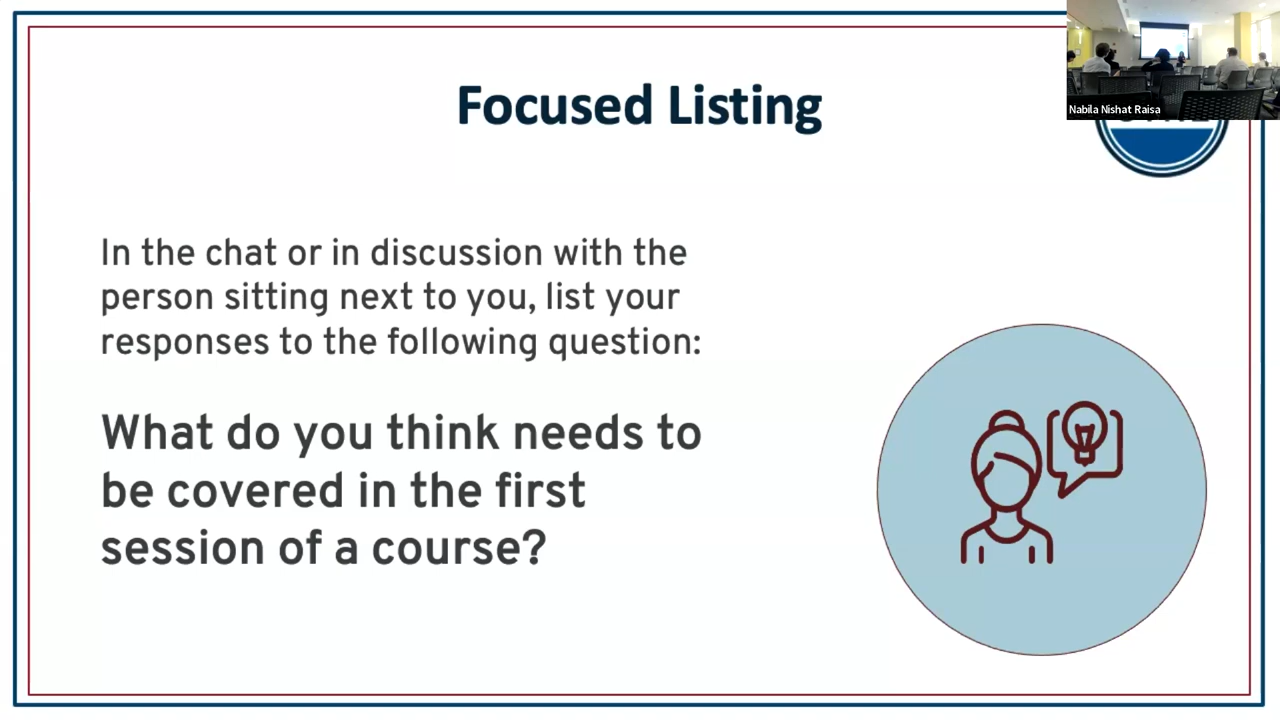 Focused Listing
Nabila Nishat Raisa
In the chat or in discussion with the
person sitting next to you, list your
responses to the following question:
What do you think needs to
be covered in the first
session of a course?